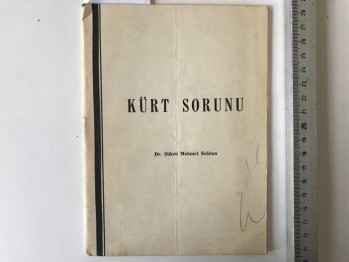 KÜRT SORUNU
Dr. Şükrü Mehmet Sekban